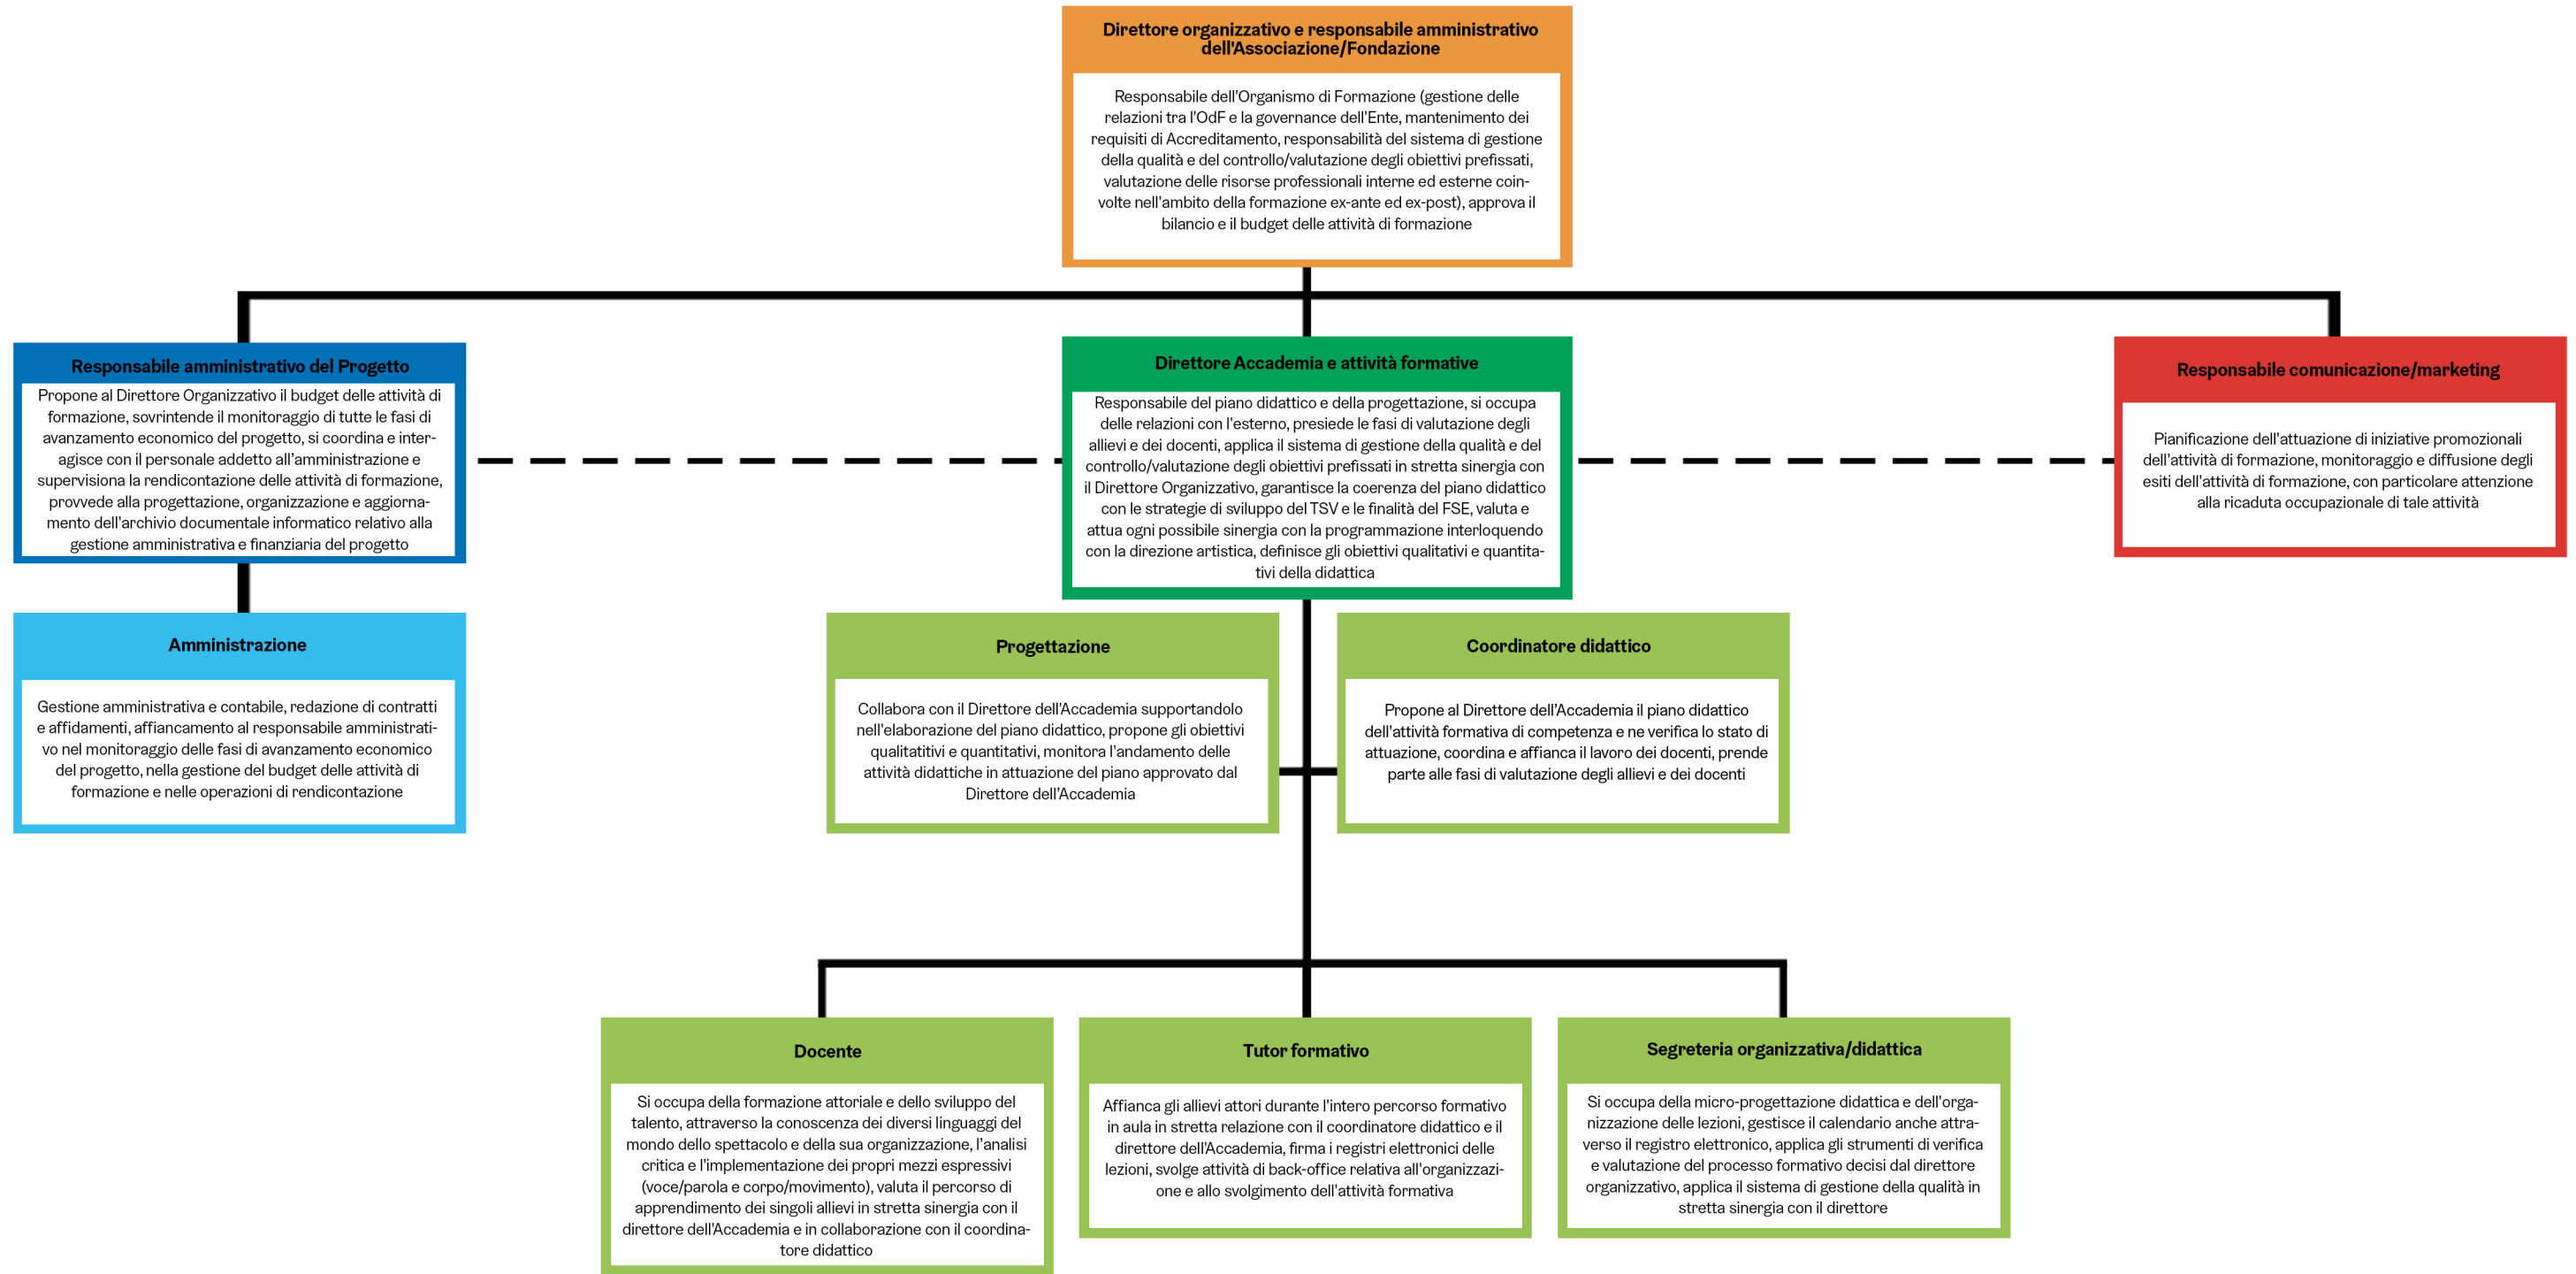 Direttore organizzativo e responsabile amministrativo
dell'Associazione/Fondazione
Responsabile dell'Organismo di Formazione (gestione delle
relazioni tra l'OdF e la governance dell'Ente, mantenimento dei
requisiti di Accreditamento, responsabilità del sistema di gestione
della qualità e del controllo/valutazione degli obiettivi prefissati,
valutazione delle risorse professionali interne ed esterne coin-
volte nell'ambito della formazione ex-ante ed ex-post), approva il
bilancio e il budget delle attività di formazione
Responsabile amministrativo del Progetto
Propone al Direttore Organizzativo il budget delle attività di
formazione, sovrintende il monitoraggio di tutte le fasi di
avanzamento economico del progetto, si coordina e inter-
agisce con il personale addetto all'amministrazione e
supervisiona la rendicontazione delle attività di formazione,
provvede alla progettazione, organizzazione e aggiorna-
mento dell'archivio documentale informatico relativo alla
gestione amministrativa e finanziaria del progetto
Direttore Accademia e attività formative
Responsabile del piano didattico e della progettazione, si occupa
delle relazioni con l'esterno, presiede le fasi di valutazione degli
allievi e dei docenti, applica il sistema di gestione della qualità e del
controllo/valutazione degli obiettivi prefissati in stretta sinergia con
il Direttore Organizzativo, garantisce la coerenza del piano didattico
con le strategie di sviluppo del TSV e le finalità del FSE, valuta e
attua ogni possibile sinergia con la programmazione interloquendo
con la direzione artistica, definisce gli obiettivi qualitativi e quantita-
tivi della didattica
Responsabile comunicazione/marketing
Pianificazione dell'attuazione di iniziative promozionali
dell'attività di formazione, monitoraggio e diffusione degli
esiti dell'attività di formazione, con particolare attenzione
alla ricaduta occupazionale di tale attività
Amministrazione
Gestione amministrativa e contabile, redazione di contratti
e affidamenti, affiancamento al responsabile amministrati-
vo nel monitoraggio delle fasi di avanzamento economico
del progetto, nella gestione del budget delle attività di
formazione e nelle operazioni di rendicontazione
Progettazione
Collabora con il Direttore dell'Accademia supportandolo
nell'elaborazione del piano didattico, propone gli obiettivi
qualitatitivi e quantitativi, monitora l'andamento delle
attività didattiche in attuazione del piano approvato dal
Direttore dell'Accademia
Coordinatore didattico
Propone al Direttore dell'Accademia il piano didattico
dell'attività formativa di competenza e ne verifica lo stato di
attuazione, coordina e affianca il lavoro dei docenti, prende
parte alle fasi di valutazione degli allievi e dei docenti
Docente
Si occupa della formazione attoriale e dello sviluppo del
talento, attraverso la conoscenza dei diversi linguaggi del
mondo dello spettacolo e della sua organizzazione, l'analisi
critica e l'implementazione dei propri mezzi espressivi
(voce/parola e corpo/movimento), valuta il percorso di
apprendimento dei singoli allievi in stretta sinergia con il
direttore dell'Accademia e in collaborazione con il coordina-
tore didattico
Tutor formativo
Affianca gli allievi attori durante l'intero percorso formativo
in aula in stretta relazione con il coordinatore didattico e il
direttore dell'Accademia, firma i registri elettronici delle
lezioni, svolge attività di back-office relativa all'organizzazi-
one e allo svolgimento dell'attività formativa
Segreteria organizzativa/didattica
Si occupa della micro-progettazione didattica e dell'orga-
nizzazione delle lezioni, gestisce il calendario anche attra-
verso il registro elettronico, applica gli strumenti di verifica
e valutazione del processo formativo decisi dal direttore
organizzativo, applica il sistema di gestione della qualità in
stretta sinergia con il direttore